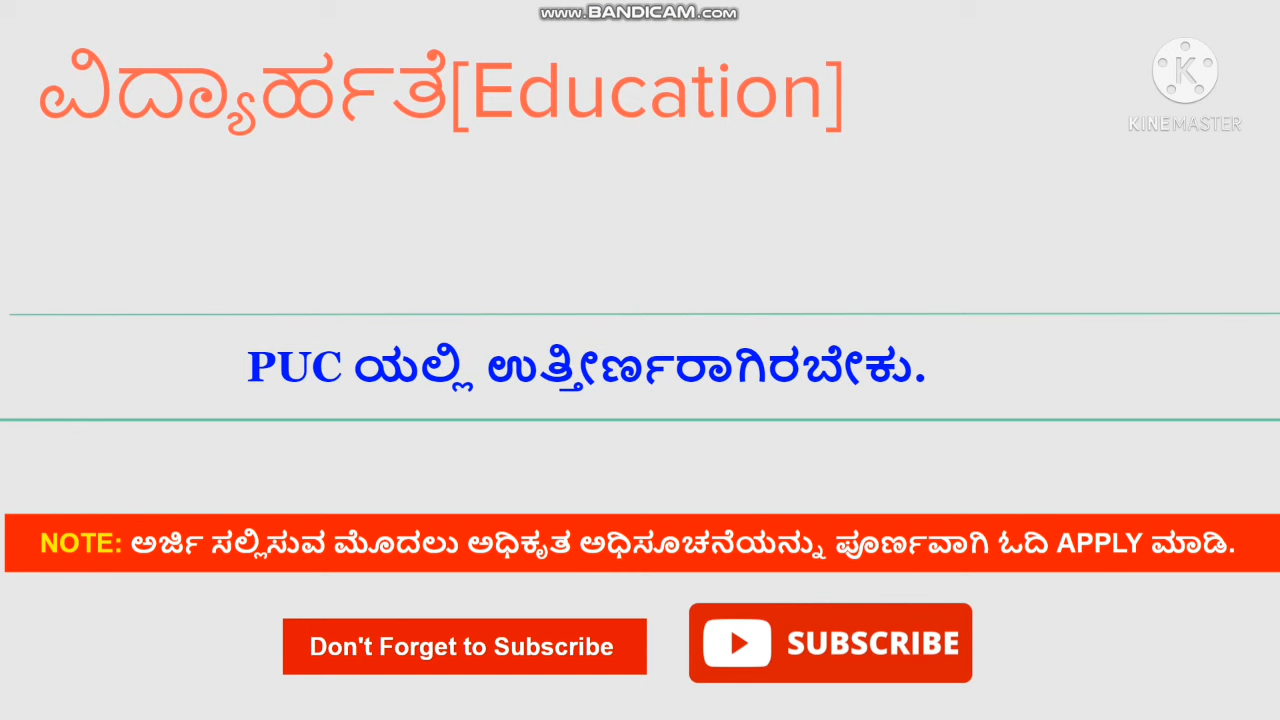 www.BANDICAM.com
ವಿದ್ಯಾರ್ಹತೆ[Education]
K
KINEMASTER
PUC ಯಲ್ಲಿ ಉತ್ತೀರ್ಣರಾಗಿರಬೇಕು.
NOTE: ಅರ್ಜಿ ಸಲ್ಲಿಸುವ ಮೊದಲು ಅಧಿಕೃತ ಅಧಿಸೂಚನೆಯನ್ನು ಪೂರ್ಣವಾಗಿ ಓದಿ APPLY ಮಾಡಿ.
Don't Forget to Subscribe
SUBSCRIBE